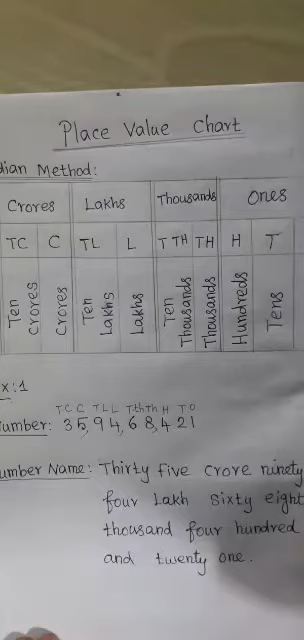 Place Value Chart
dian Method:
Crores Lakhs Thousands Ones
TC C TL L T TH TH H T
Ten Crores Crores Ten Lakhs Lakhs Ten Thousands Thousands Hundreds Tens
x:1
TC C TL L Tth Th H T O
umber: 35,94,68,421
umber Name: Thirty five crore ninety
four Lakh sixty eight
thousand four hundred
and twenty one.